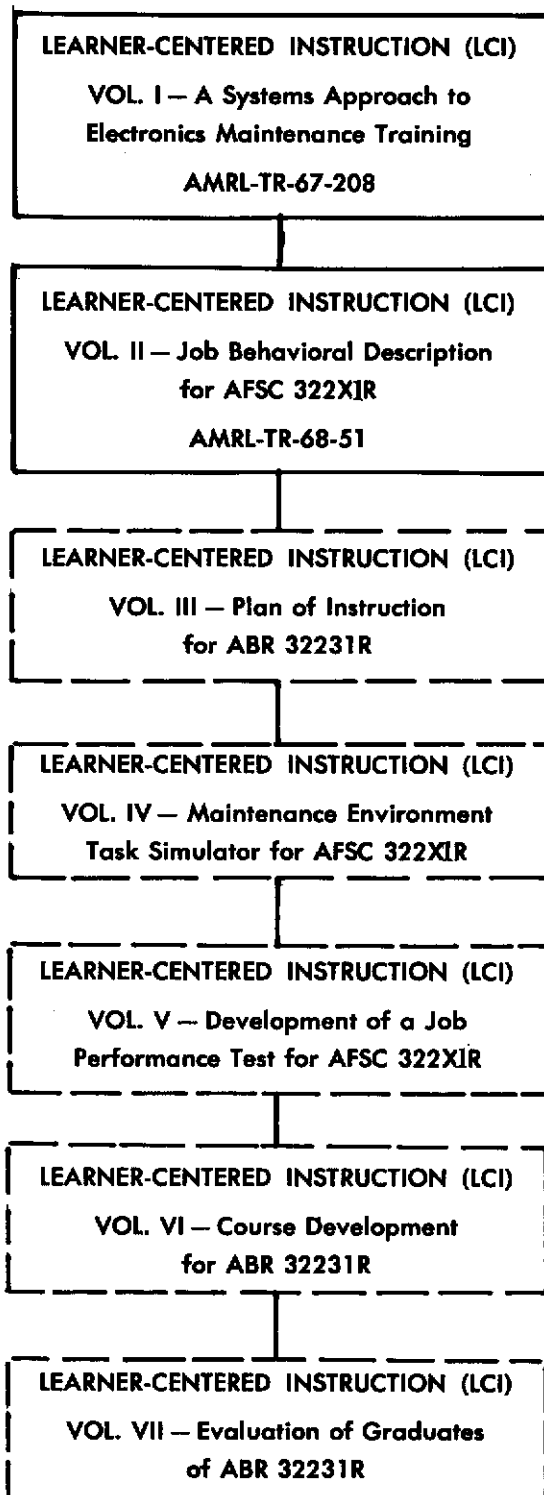 LEARNER-CENTERED INSTRUCTION (LCI)
VOL. I — A Systems Approach to
Electronics Maintenance Training
AMRL-TR-67-208
LEARNER-CENTERED INSTRUCTION (LCI)
VOL. II — Job Behavioral Description
for AFSC 322X1R
AMRL-TR-68-51
LEARNER-CENTERED INSTRUCTION (LCI)
VOL. III — Plan of Instruction
for ABR 32231R
LEARNER-CENTERED INSTRUCTION (LCI)
VOL. IV — Maintenance Environment
Task Simulator for AFSC 322X1R
LEARNER-CENTERED INSTRUCTION (LCI)
VOL. V — Development of a Job
Performance Test for AFSC 322X1R
LEARNER-CENTERED INSTRUCTION (LCI)
VOL. VI — Course Development
for ABR 32231R
LEARNER-CENTERED INSTRUCTION (LCI)
VOL. VII — Evaluation of Graduates
of ABR 32231R